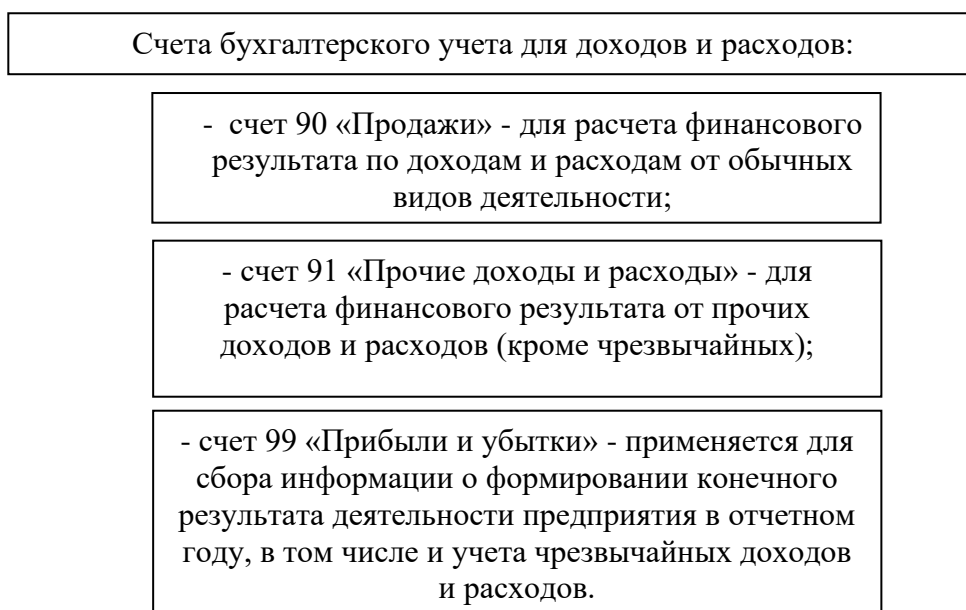 Счета бухгалтерского учета для доходов и расходов:
- счет 90 «Продажи» - для расчета финансового
результата по доходам и расходам от обычных
видов деятельности;
- счет 91 «Прочие доходы и расходы» - для
расчета финансового результата от прочих
доходов и расходов (кроме чрезвычайных);
- счет 99 «Прибыли и убытки» - применяется для
сбора информации о формировании конечного
результата деятельности предприятия в отчетном
году, в том числе и учета чрезвычайных доходов
и расходов.